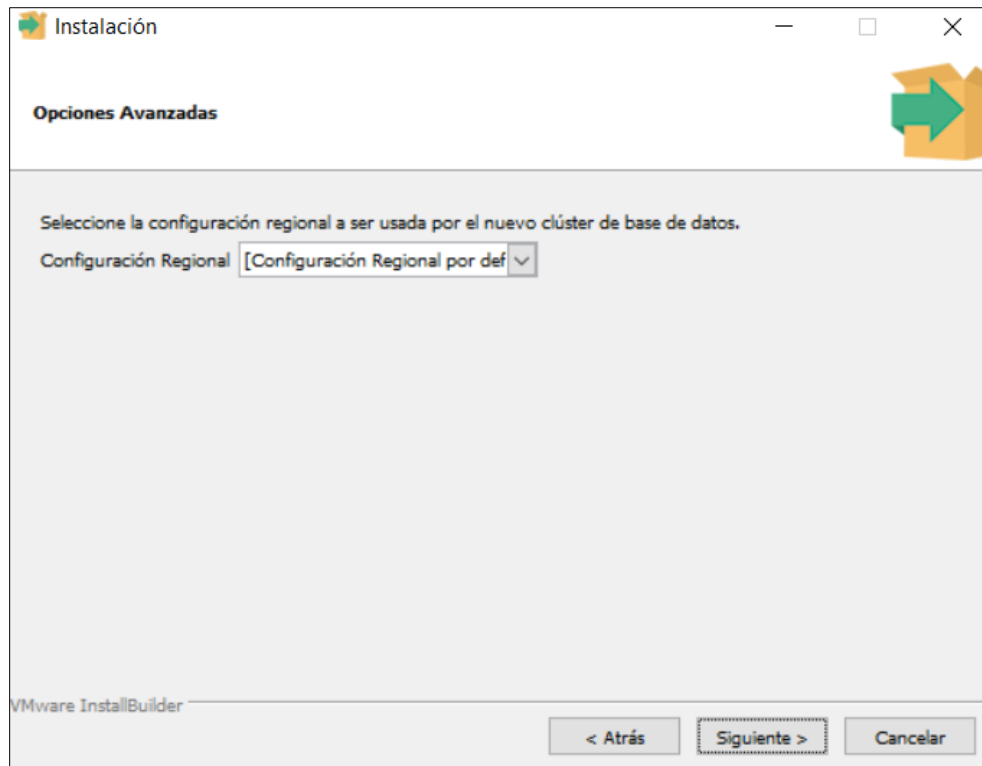 Instalación
Opciones Avanzadas
Seleccione la configuración regional a ser usada por el nuevo clúster de base de datos.
Configuración Regional [Configuración Regional por def
VMware InstallBuilder
< Atrás Siguiente > Cancelar